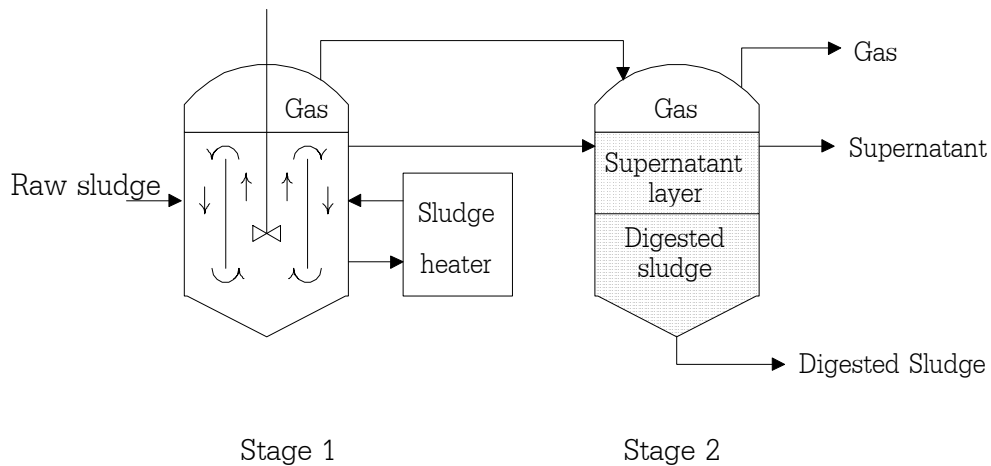 Gas
Gas
Gas
Supernatant
Supernatant
layer
Raw sludge
Sludge
heater
Digested
sludge
Digested Sludge
Stage 1
Stage 2